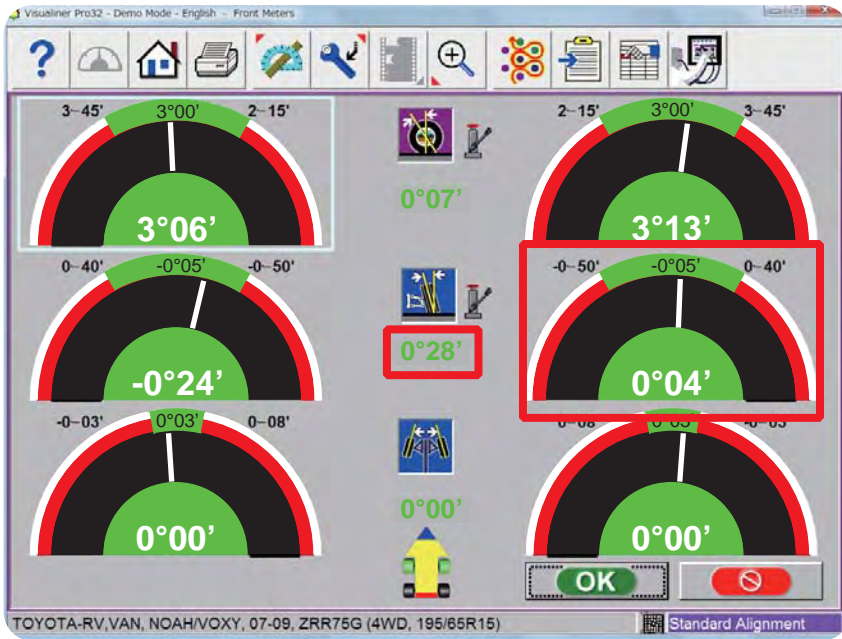 Visualiner Pro32 - Demo Mode - English - Front Meters
?
3-45' 3°00' 2-15'
2-15' 3°00' 3-45'
3°06'
0°07'
3°13'
0-40' -0°05' -0-50'
-0-50' -0°05' 0-40'
-0°24'
0°28'
0°04'
-0-03' 0°03' 0-08'
0°00'
0°00'
0°00'
OK
TOYOTA-RV,VAN, NOAH/VOXY, 07-09, ZRR75G (4WD, 195/65R15)
Standard Alignment